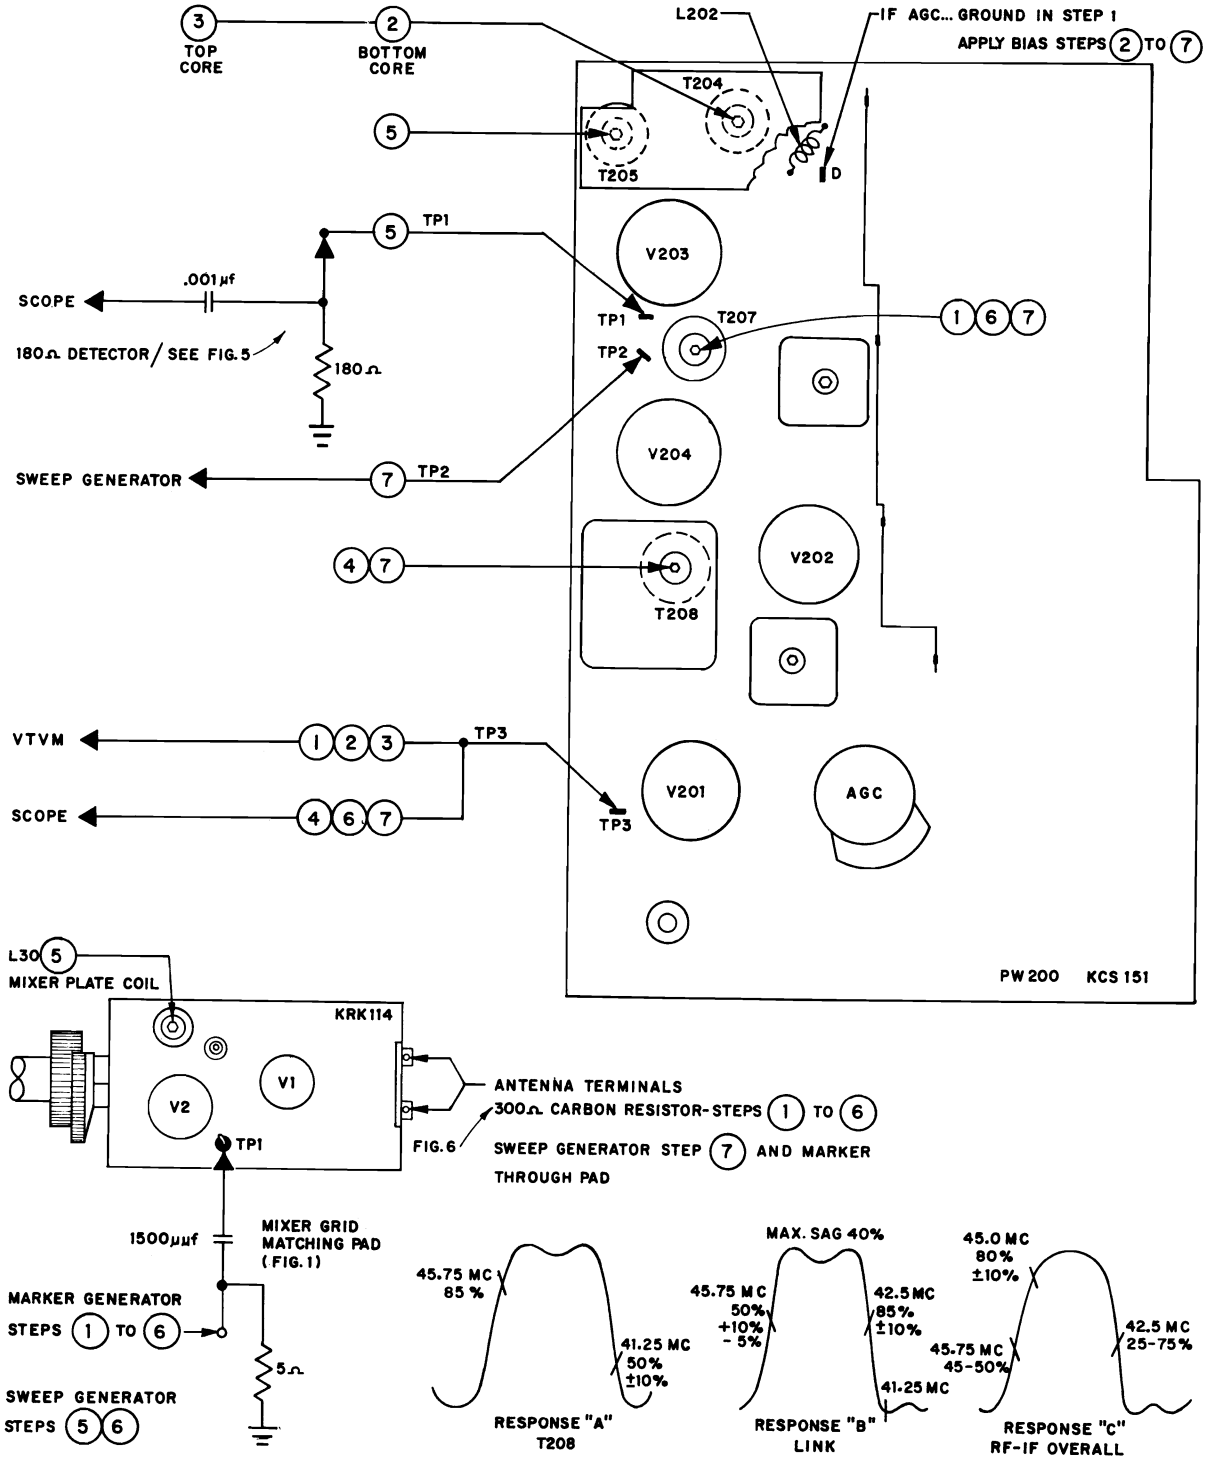 3
TOP
CORE
2
BOTTOM
CORE
L202
IF AGC... GROUND IN STEP 1
APPLY BIAS STEPS 2 TO 7
T204
5
T205
D
5
TP1
V203
.001µf
SCOPE
TP1
T207
1 6 7
180Ω DETECTOR / SEE FIG. 5
TP2
180Ω
V204
SWEEP GENERATOR
7
TP2
4 7
V202
T208
VTVM
1 2 3
TP3
SCOPE
4 6 7
V201
AGC
TP3
L30 5
MIXER PLATE COIL
PW200 KCS 151
KRK114
V1
V2
ANTENNA TERMINALS
300Ω CARBON RESISTOR-STEPS 1 TO 6
FIG. 6
SWEEP GENERATOR STEP 7 AND MARKER
THROUGH PAD
TP1
1500µµf
MIXER GRID
MATCHING PAD
(FIG. 1)
MARKER GENERATOR
STEPS 1 TO 6
5Ω
SWEEP GENERATOR
STEPS 5 6
45.75 MC
85 %
41.25 MC
50%
±10%
RESPONSE "A"
T208
MAX. SAG 40%
45.75 MC
50%
+10%
- 5%
42.5 MC
85%
±10%
41.25 MC
RESPONSE "B"
LINK
45.0 MC
80%
±10%
45.75 MC
45-50%
42.5 MC
25-75%
RESPONSE "C"
RF-IF OVERALL